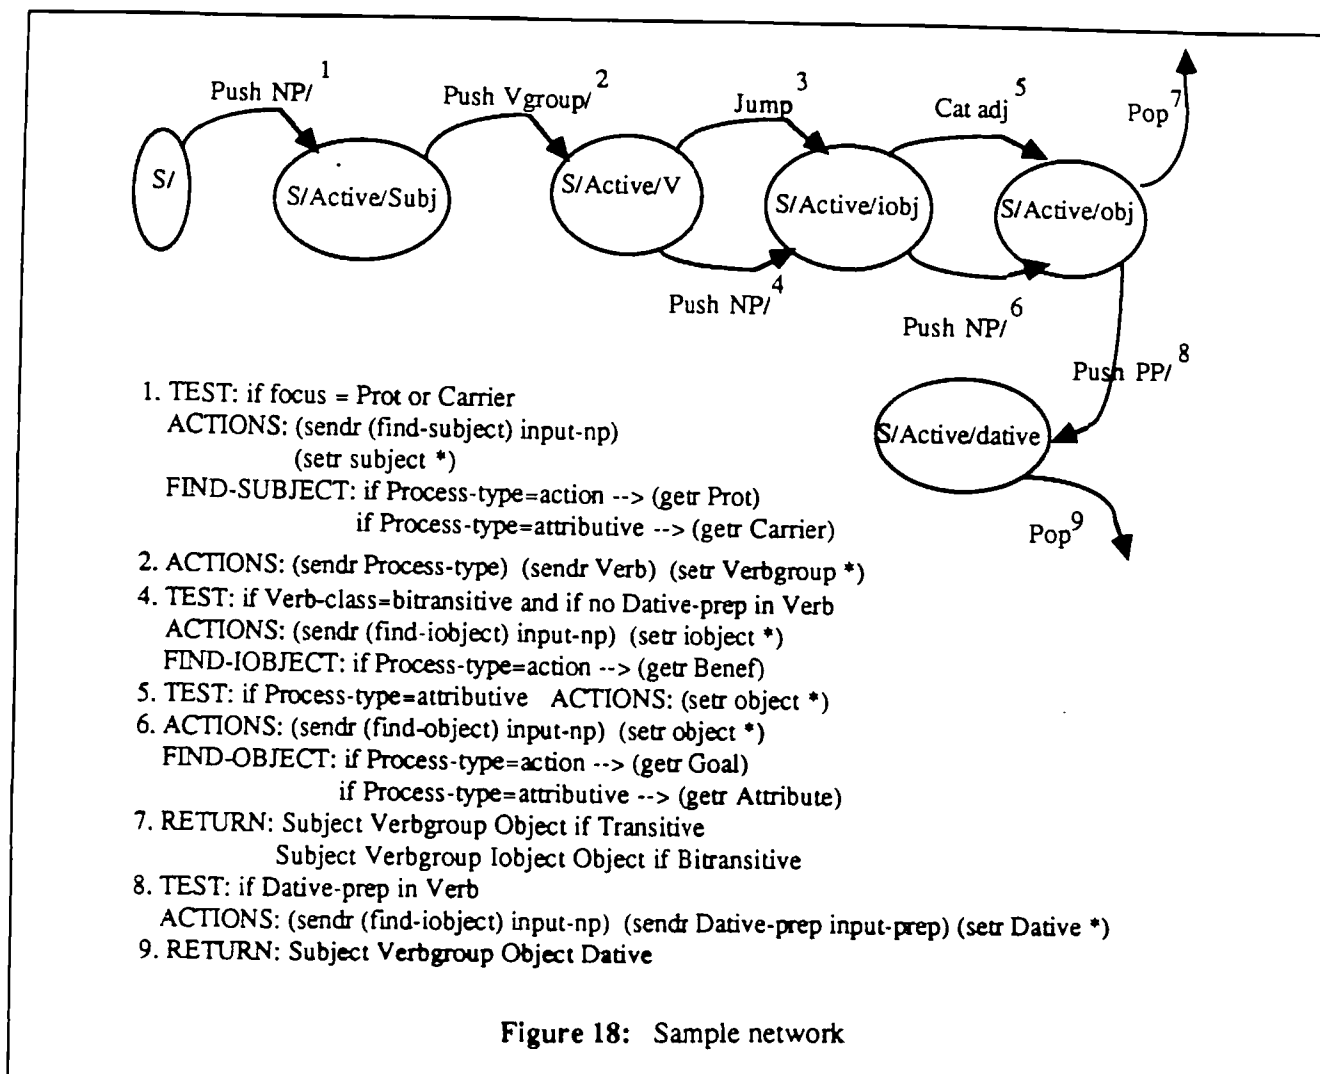 Push NP/ 1
Push Vgroup/ 2
Jump 3
Cat adj 5
Pop 7
S/
S/Active/Subj
S/Active/V
S/Active/iobj
S/Active/obj
Push NP/ 4
Push NP/ 6
Push PP/ 8
S/Active/dative
Pop 9
1. TEST: if focus = Prot or Carrier
ACTIONS: (sendr (find-subject) input-np)
(setr subject *)
FIND-SUBJECT: if Process-type=action --> (getr Prot)
if Process-type=attributive --> (getr Carrier)
2. ACTIONS: (sendr Process-type) (sendr Verb) (setr Verbgroup *)
4. TEST: if Verb-class=bitransitive and if no Dative-prep in Verb
ACTIONS: (sendr (find-iobject) input-np) (setr iobject *)
FIND-IOBJECT: if Process-type=action --> (getr Benef)
5. TEST: if Process-type=attributive ACTIONS: (setr object *)
6. ACTIONS: (sendr (find-object) input-np) (setr object *)
FIND-OBJECT: if Process-type=action --> (getr Goal)
if Process-type=attributive --> (getr Attribute)
7. RETURN: Subject Verbgroup Object if Transitive
Subject Verbgroup Iobject Object if Bitransitive
8. TEST: if Dative-prep in Verb
ACTIONS: (sendr (find-iobject) input-np) (sendr Dative-prep input-prep) (setr Dative *)
9. RETURN: Subject Verbgroup Object Dative
Figure 18: Sample network